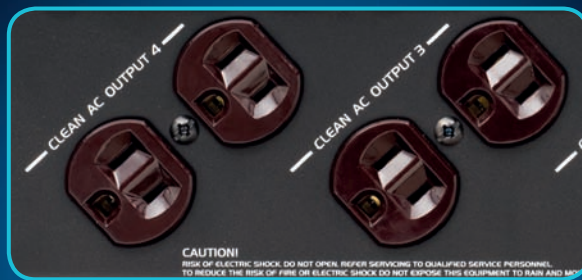 CLEAN AC OUTPUT 4
CLEAN AC OUTPUT 3
CAUTION!
RISK OF ELECTRIC SHOCK DO NOT OPEN. REFER SERVICING TO QUALIFIED SERVICE PERSONNEL.
TO REDUCE THE RISK OF FIRE OR ELECTRIC SHOCK DO NOT EXPOSE THIS EQUIPMENT TO RAIN AND